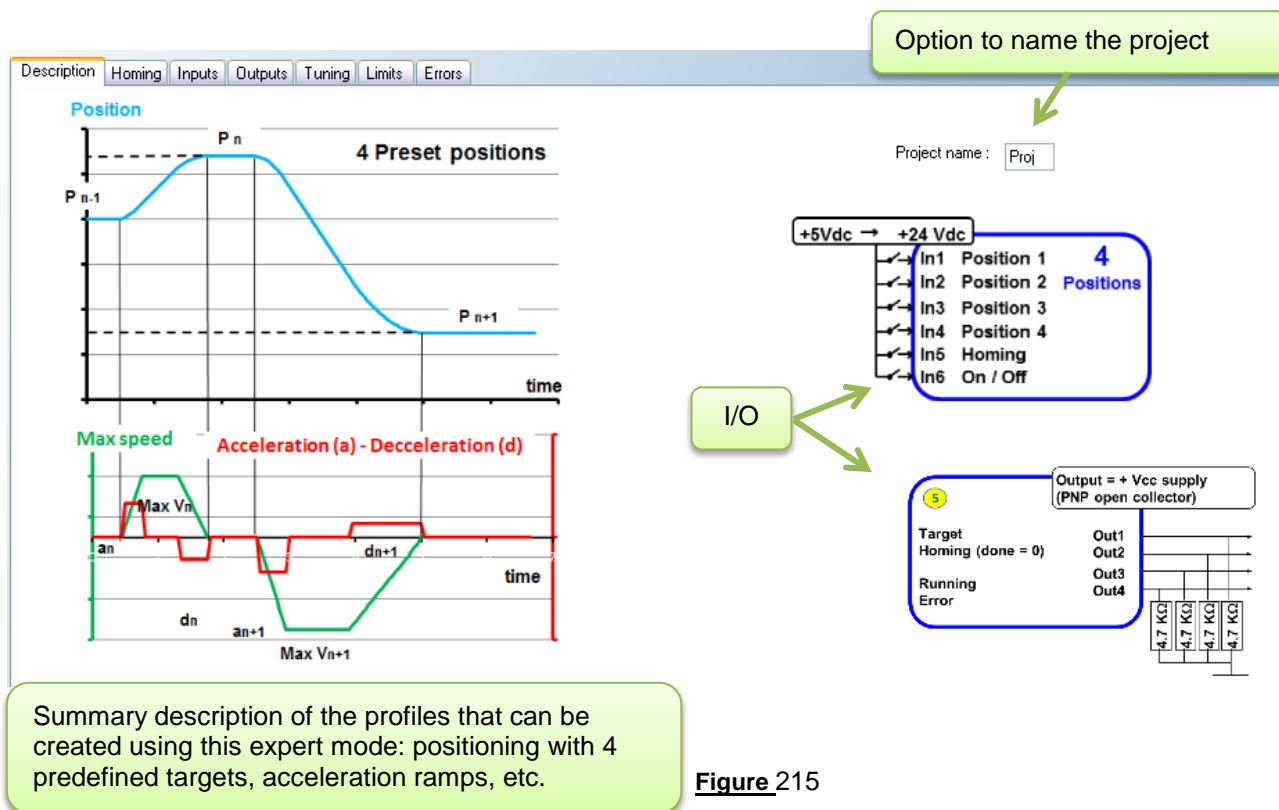 Option to name the project
Description Homing Inputs Outputs Tuning Limits Errors
Position
P n
4 Preset positions
P n-1
P n+1
time
Max speed
Acceleration (a) - Decceleration (d)
Max Vn
an
dn+1
time
dn
an+1
Max Vn+1
Project name : Proj
+5Vdc → +24 Vdc
In1 Position 1
In2 Position 2
In3 Position 3
In4 Position 4
In5 Homing
In6 On / Off
4
Positions
I/O
Output = + Vcc supply
(PNP open collector)
5
Target Out1
Homing (done = 0) Out2
Out3
Running
Out4
Error
4.7 KΩ
4.7 KΩ
4.7 KΩ
4.7 KΩ
Summary description of the profiles that can be
created using this expert mode: positioning with 4
predefined targets, acceleration ramps, etc.
Figure 215